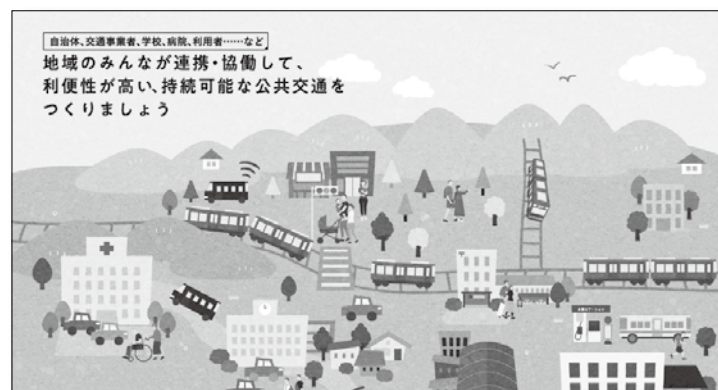 自治体、交通事業者、学校、病院、利用者……など
地域のみんなが連携・協働して、
利便性が高い、持続可能な公共交通を
つくりましょう